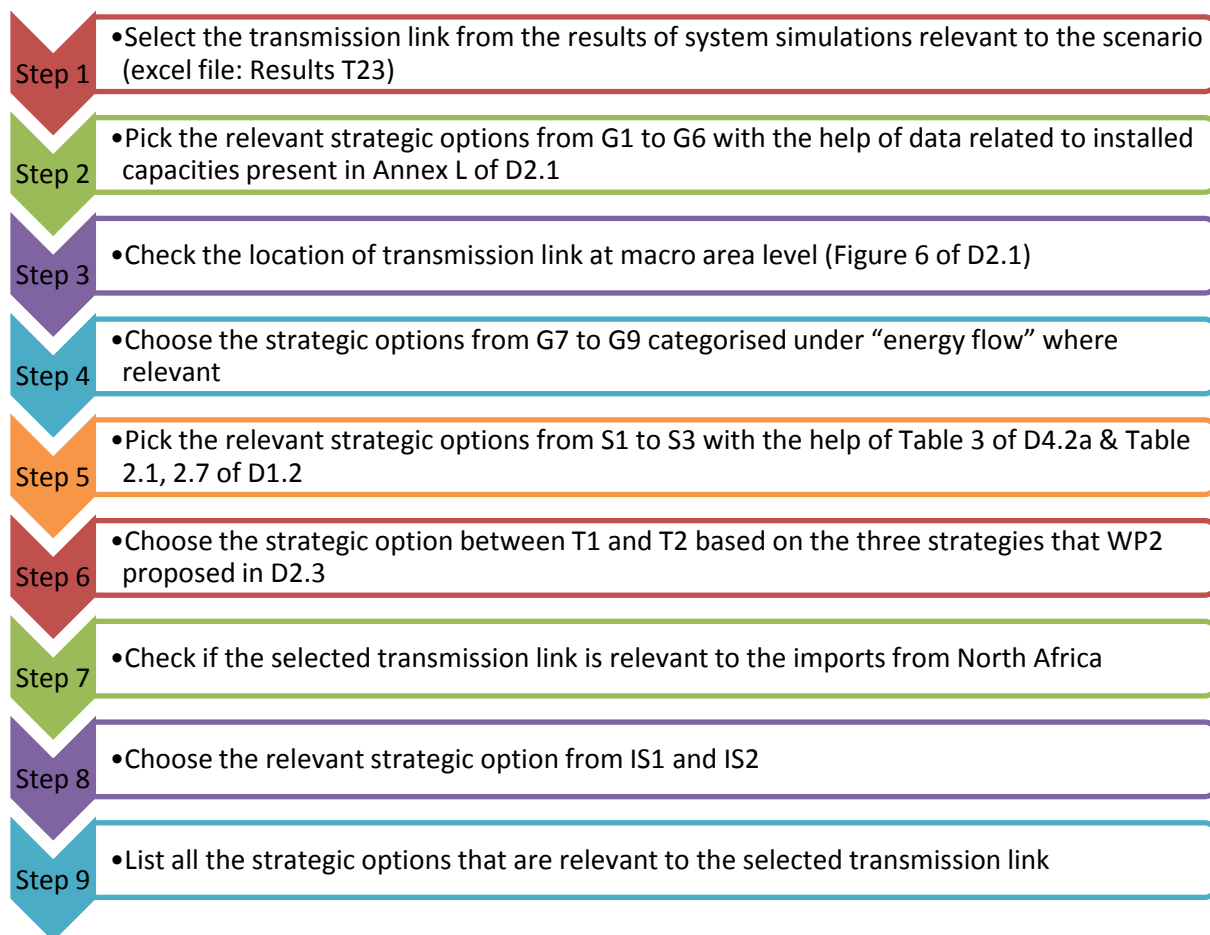 Step 1
•Select the transmission link from the results of system simulations relevant to the scenario
(excel file: Results T23)
Step 2
•Pick the relevant strategic options from G1 to G6 with the help of data related to installed
capacities present in Annex L of D2.1
Step 3
•Check the location of transmission link at macro area level (Figure 6 of D2.1)
Step 4
•Choose the strategic options from G7 to G9 categorised under “energy flow” where
relevant
Step 5
•Pick the relevant strategic options from S1 to S3 with the help of Table 3 of D4.2a & Table
2.1, 2.7 of D1.2
Step 6
•Choose the strategic option between T1 and T2 based on the three strategies that WP2
proposed in D2.3
Step 7
•Check if the selected transmission link is relevant to the imports from North Africa
Step 8
•Choose the relevant strategic option from IS1 and IS2
Step 9
•List all the strategic options that are relevant to the selected transmission link